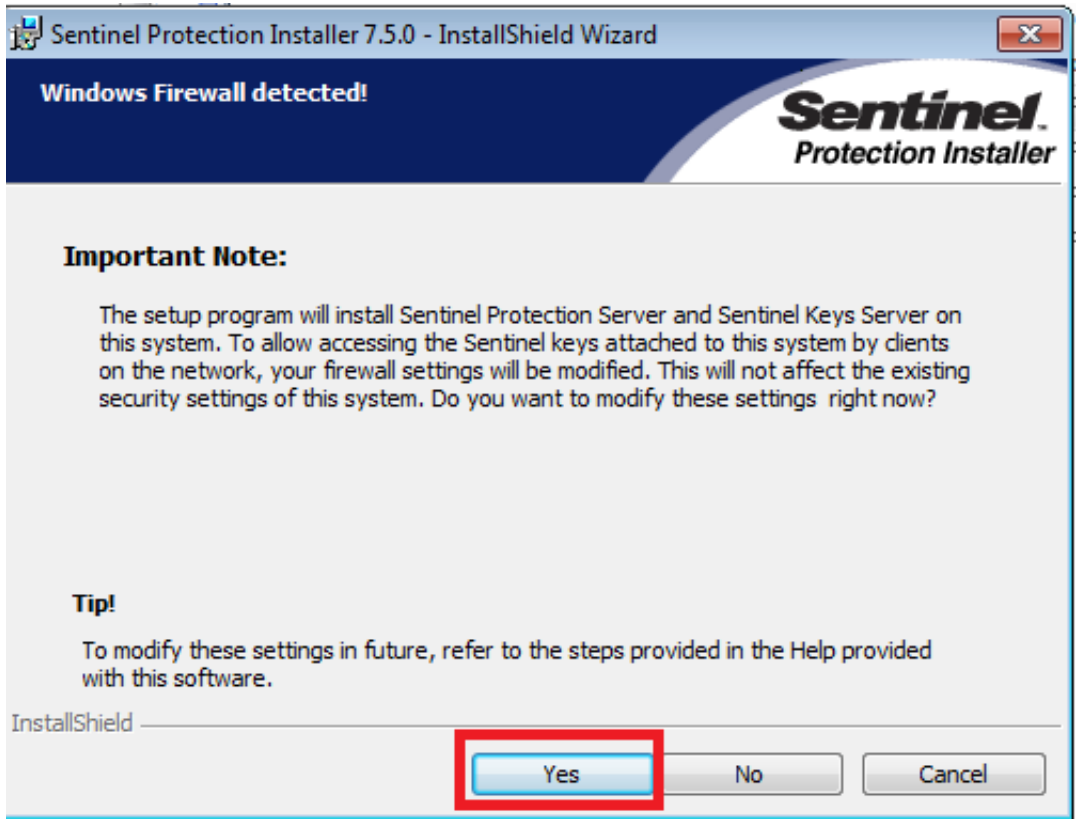 Sentinel Protection Installer 7.5.0 - InstallShield Wizard
Windows Firewall detected!
Sentinel.
Protection Installer
Important Note:
The setup program will install Sentinel Protection Server and Sentinel Keys Server on
this system. To allow accessing the Sentinel keys attached to this system by clients
on the network, your firewall settings will be modified. This will not affect the existing
security settings of this system. Do you want to modify these settings  right now?
Tip!
To modify these settings in future, refer to the steps provided in the Help provided
with this software.
InstallShield
Yes No Cancel